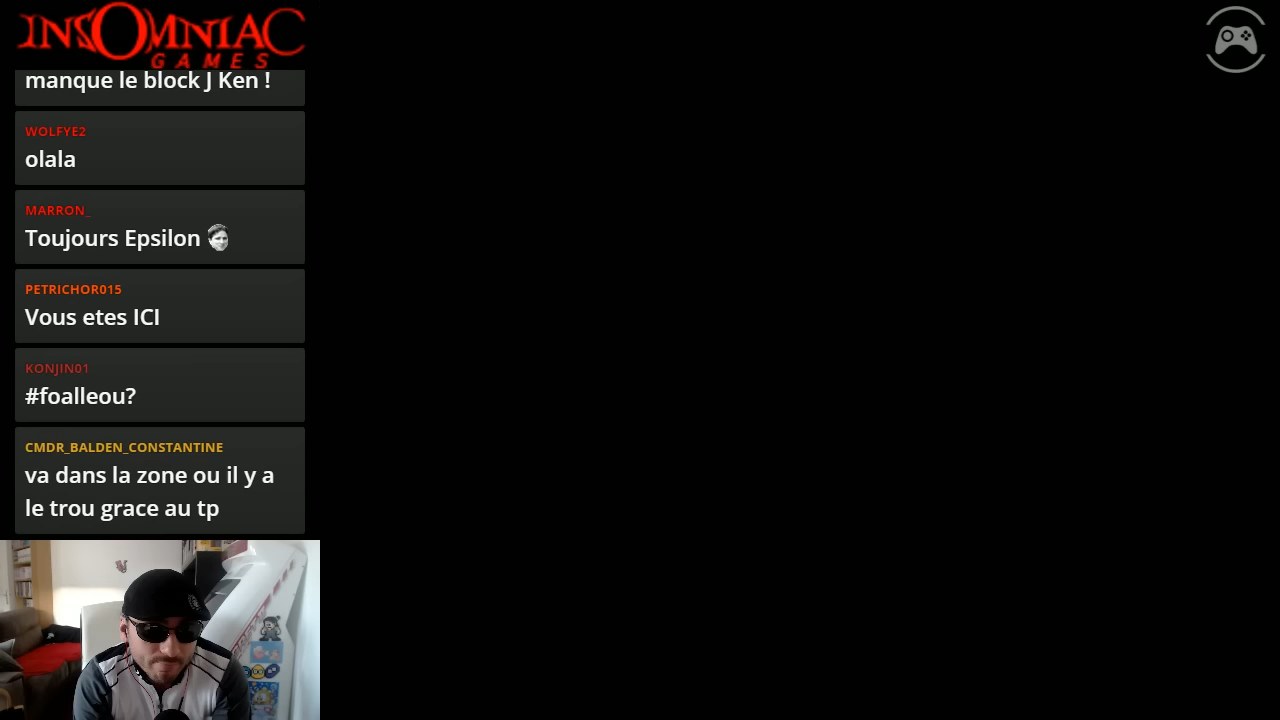 INSOMNIAC
GAMES
manque le block J Ken !
WOLFYE2
olala
MARRON_
Toujours Epsilon
PETRICHOR015
Vous etes ICI
KONJIN01
#foalleou?
CMDR_BALDEN_CONSTANTINE
va dans la zone ou il y a
le trou grace au tp